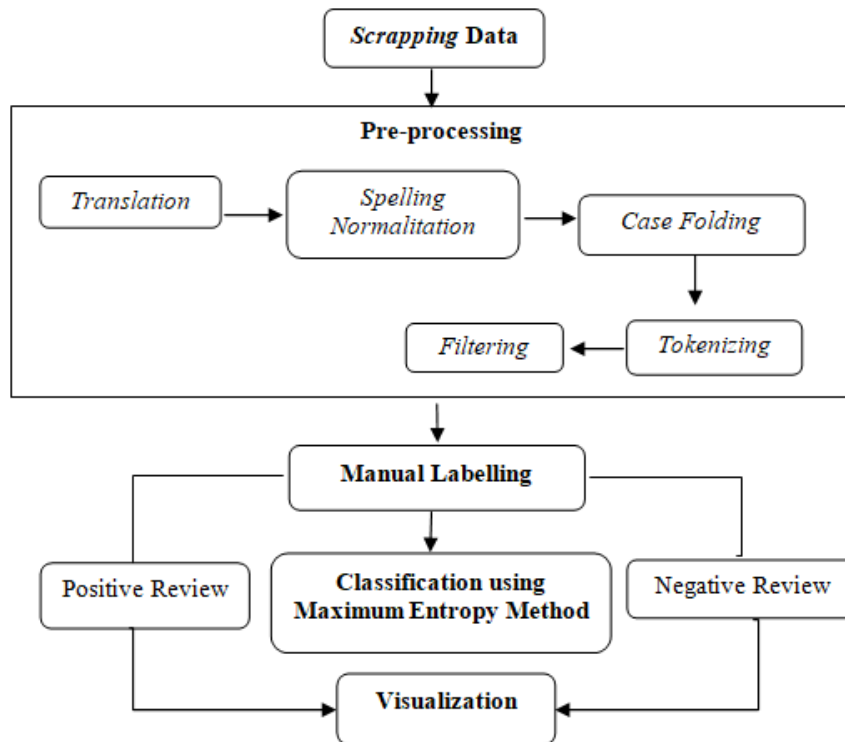 Scrapping Data
Pre-processing
Translation
Spelling
Normalitation
Case Folding
Filtering
Tokenizing
Manual Labelling
Positive Review
Classification using
Maximum Entropy Method
Negative Review
Visualization